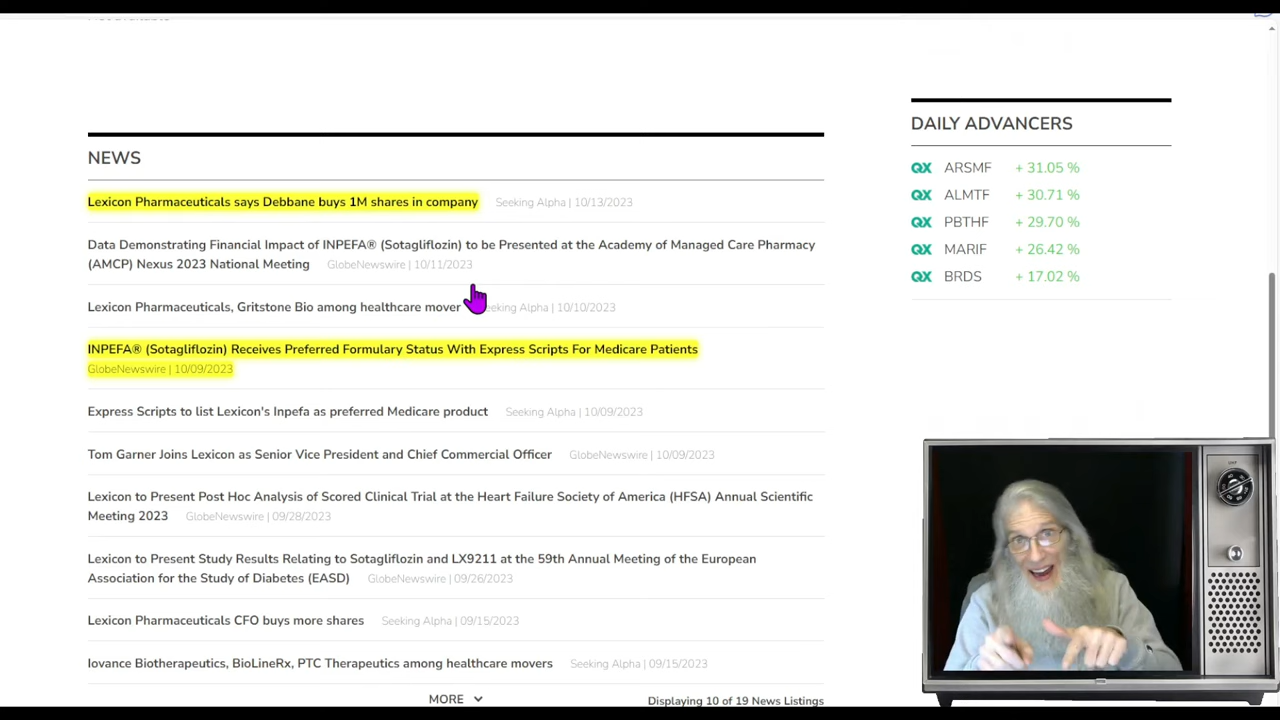 NEWS
Lexicon Pharmaceuticals says Debbane buys 1M shares in company Seeking Alpha | 10/13/2023
Data Demonstrating Financial Impact of INPEFA® (Sotagliflozin) to be Presented at the Academy of Managed Care Pharmacy
(AMCP) Nexus 2023 National Meeting GlobeNewswire | 10/11/2023
Lexicon Pharmaceuticals, Gritstone Bio among healthcare mover Seeking Alpha | 10/10/2023
INPEFA® (Sotagliflozin) Receives Preferred Formulary Status With Express Scripts For Medicare Patients
GlobeNewswire | 10/09/2023
Express Scripts to list Lexicon's Inpefa as preferred Medicare product Seeking Alpha | 10/09/2023
Tom Garner Joins Lexicon as Senior Vice President and Chief Commercial Officer GlobeNewswire | 10/09/2023
Lexicon to Present Post Hoc Analysis of Scored Clinical Trial at the Heart Failure Society of America (HFSA) Annual Scientific
Meeting 2023 GlobeNewswire | 09/28/2023
Lexicon to Present Study Results Relating to Sotagliflozin and LX9211 at the 59th Annual Meeting of the European
Association for the Study of Diabetes (EASD) GlobeNewswire | 09/26/2023
Lexicon Pharmaceuticals CFO buys more shares Seeking Alpha | 09/15/2023
Iovance Biotherapeutics, BioLineRx, PTC Therapeutics among healthcare movers Seeking Alpha | 09/15/2023
MORE
Displaying 10 of 19 News Listings
DAILY ADVANCERS
QX ARSMF + 31.05 %
QX ALMTF + 30.71 %
QX PBTHF + 29.70 %
QX MARIF + 26.42 %
QX BRDS + 17.02 %